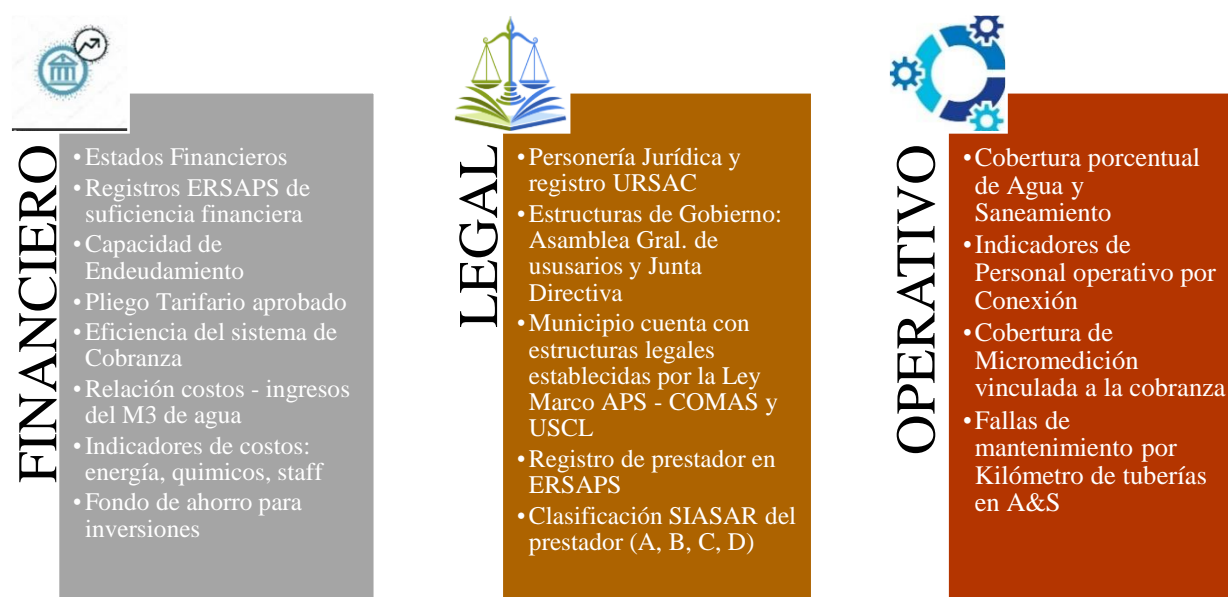 FINANCIERO
•Estados Financieros
•Registros ERSAPS de
suficiencia financiera
•Capacidad de
Endeudamiento
•Pliego Tarifario aprobado
•Eficiencia del sistema de
Cobranza
•Relación costos - ingresos
del M3 de agua
•Indicadores de costos:
energía, quimicos, staff
•Fondo de ahorro para
inversiones
LEGAL
•Personería Jurídica y
registro URSAC
•Estructuras de Gobierno:
Asamblea Gral. de
ususarios y Junta
Directiva
•Municipio cuenta con
estructuras legales
establecidas por la Ley
Marco APS - COMAS y
USCL
•Registro de prestador en
ERSAPS
•Clasificación SIASAR del
prestador (A, B, C, D)
OPERATIVO
•Cobertura porcentual
de Agua y
Saneamiento
•Indicadores de
Personal operativo por
Conexión
•Cobertura de
Micromedición
vinculada a la cobranza
•Fallas de
mantenimiento por
Kilómetro de tuberías
en A&S